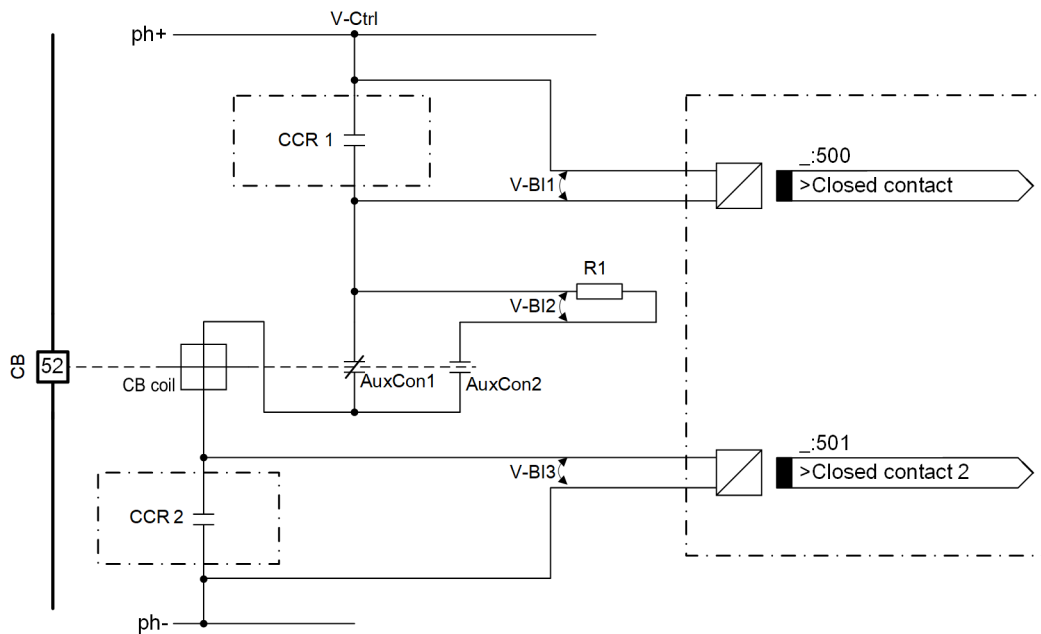 V-Ctrl
ph+
CCR 1
_:500
V-BI1
>Closed contact
R1
V-BI2
CB
52
CB coil
AuxCon1
AuxCon2
_:501
V-BI3
>Closed contact 2
CCR 2
ph-